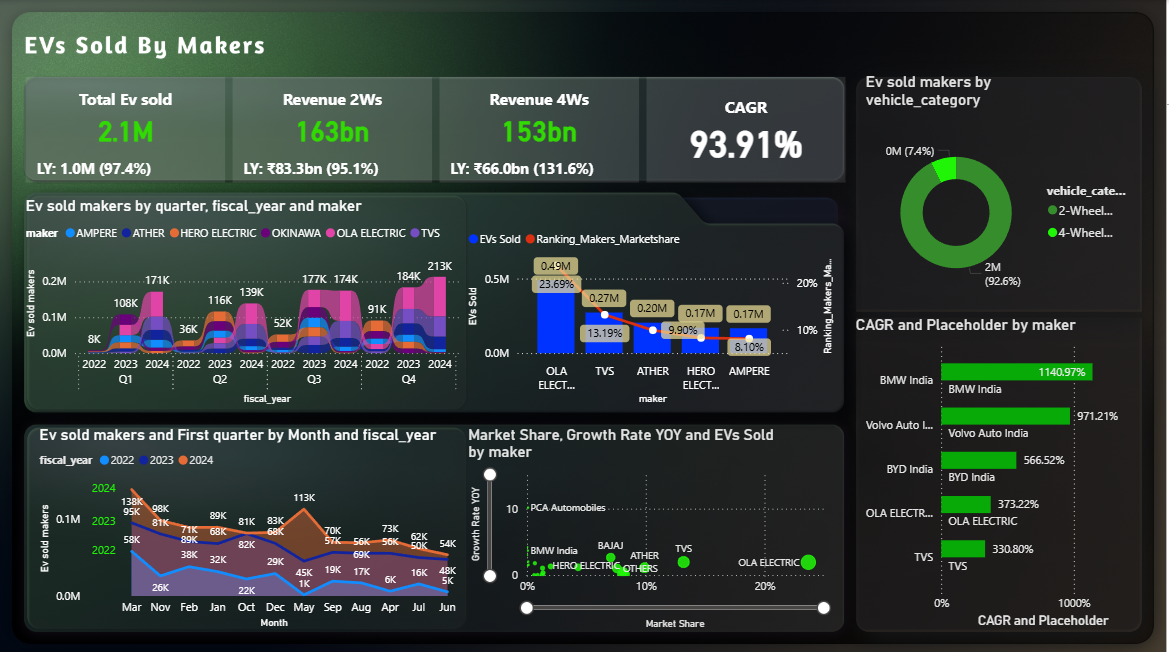 EVs Sold By Makers
Total Ev sold
2.1M
LY: 1.0M (97.4%)
Revenue 2Ws
163bn
LY: ₹83.3bn (95.1%)
Revenue 4Ws
153bn
LY: ₹66.0bn (131.6%)
CAGR
93.91%
Ev sold makers by quarter, fiscal_year and maker
maker AMPERE ATHER HERO ELECTRIC OKINAWA OLA ELECTRIC TVS
Ev sold makers
0.2M
0.1M
0.0M
8K 108K 171K 36K 116K 139K 52K 177K 174K 91K 184K 213K
2022 2023 2024 2022 2023 2024 2022 2023 2024 2022 2023 2024
Q1 Q2 Q3 Q4
fiscal_year
EVs Sold Ranking_Makers_Marketshare
EVs Sold
0.5M
0.0M
0.49M 0.27M 0.20M 0.17M 0.17M
23.69% 13.19% 9.90% 8.10%
20%
10%
Ranking_Makers_Ma...
OLA ELECT... TVS ATHER HERO ELECT... AMPERE
maker
Ev sold makers and First quarter by Month and fiscal_year
fiscal_year 2022 2023 2024
Ev sold makers
0.1M
0.0M
2024
2023
2022
138K 98K 71K 89K 81K 83K 113K 70K 56K 73K 62K 54K
95K 81K 89K 68K 82K 68K 45K 57K 69K 56K 50K 48K
58K 26K 38K 32K 22K 29K 1K 19K 17K 6K 16K 5K
Mar Nov Feb Jan Oct Dec May Sep Aug Apr Jul Jun
Month
Market Share, Growth Rate YOY and EVs Sold
by maker
Growth Rate YOY
10
0
PCA Automobiles
BMW India
HERO ELECTRIC
BAJAJ
OTHERS
ATHER
TVS
OLA ELECTRIC
0% 10% 20%
Market Share
Ev sold makers by
vehicle_category
0M (7.4%)
2M
(92.6%)
vehicle_cate...
2-Wheel...
4-Wheel...
CAGR and Placeholder by maker
BMW India 1140.97%
BMW India
Volvo Auto I... 971.21%
Volvo Auto India
BYD India 566.52%
BYD India
OLA ELECTR... 373.22%
OLA ELECTRIC
TVS 330.80%
TVS
0% 1000%
CAGR and Placeholder